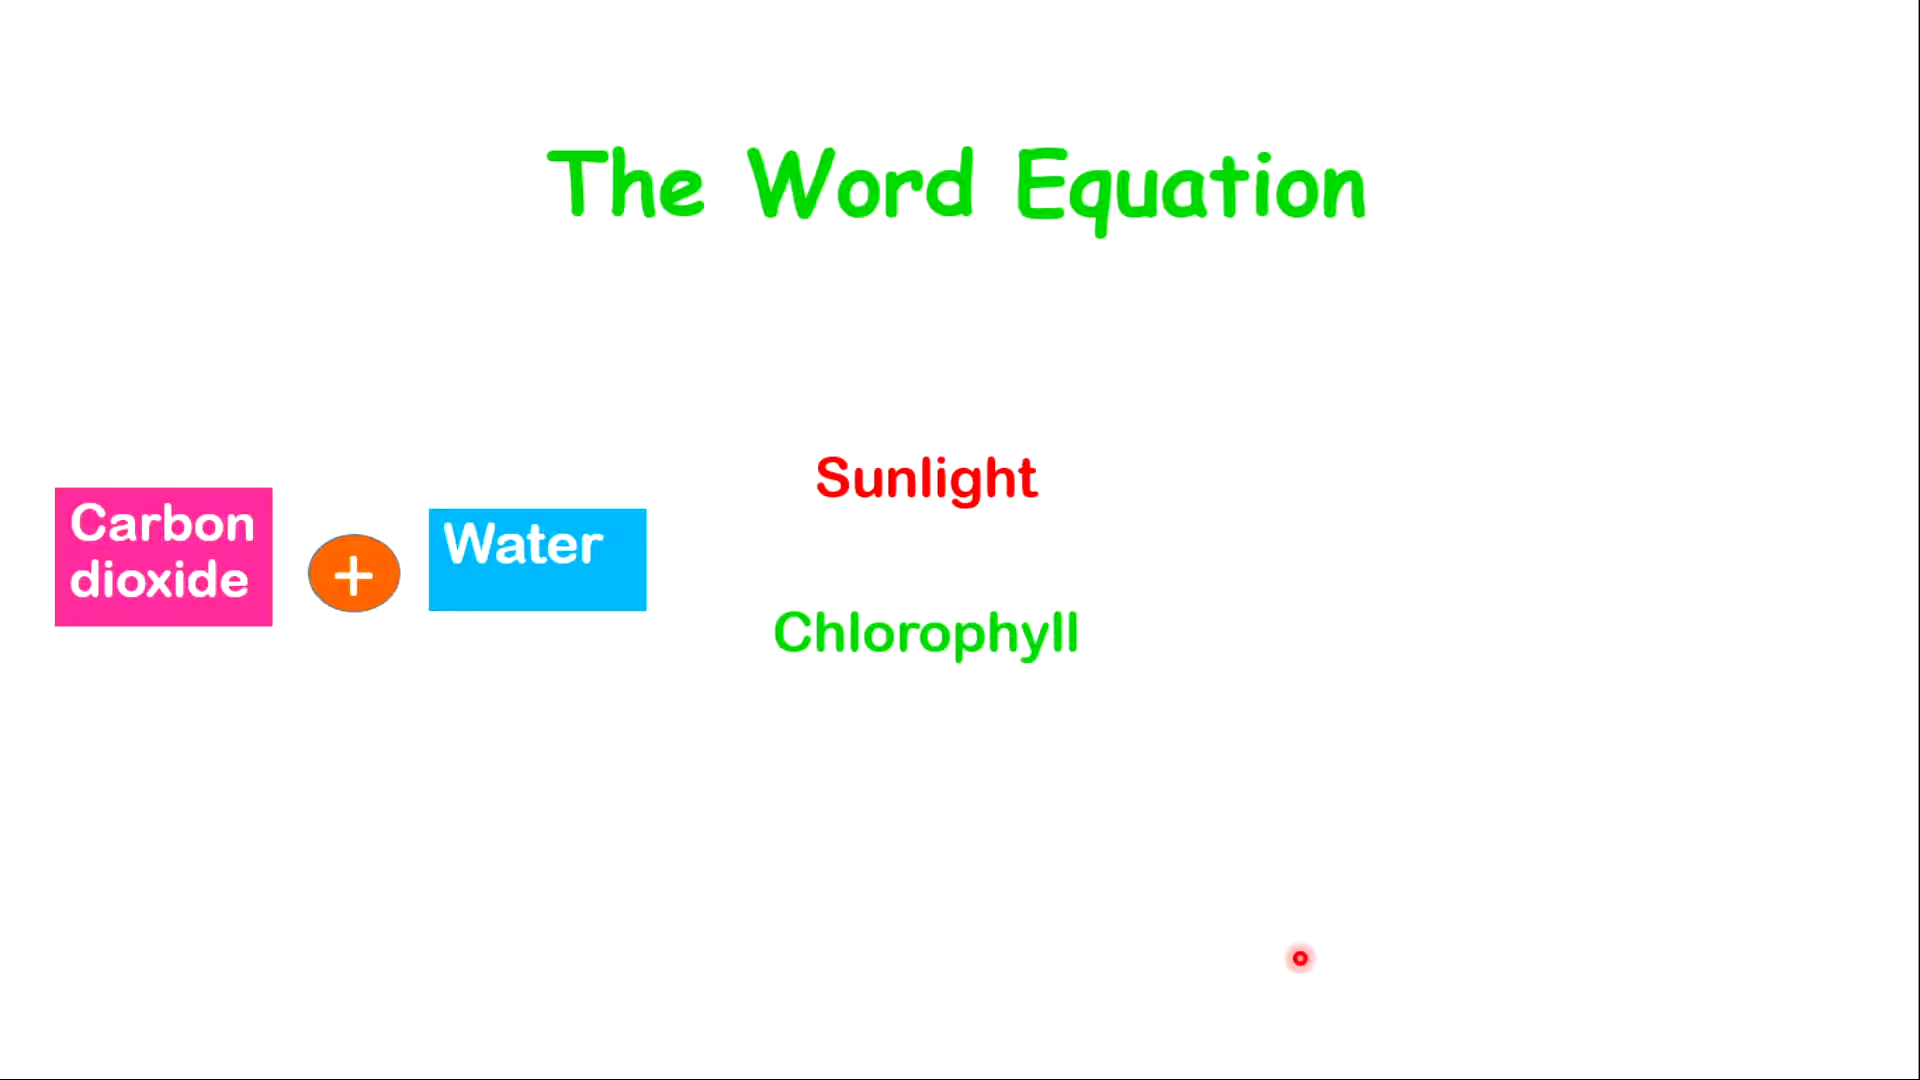 The Word Equation
Sunlight
Carbon
dioxide
+
Water
Chlorophyll